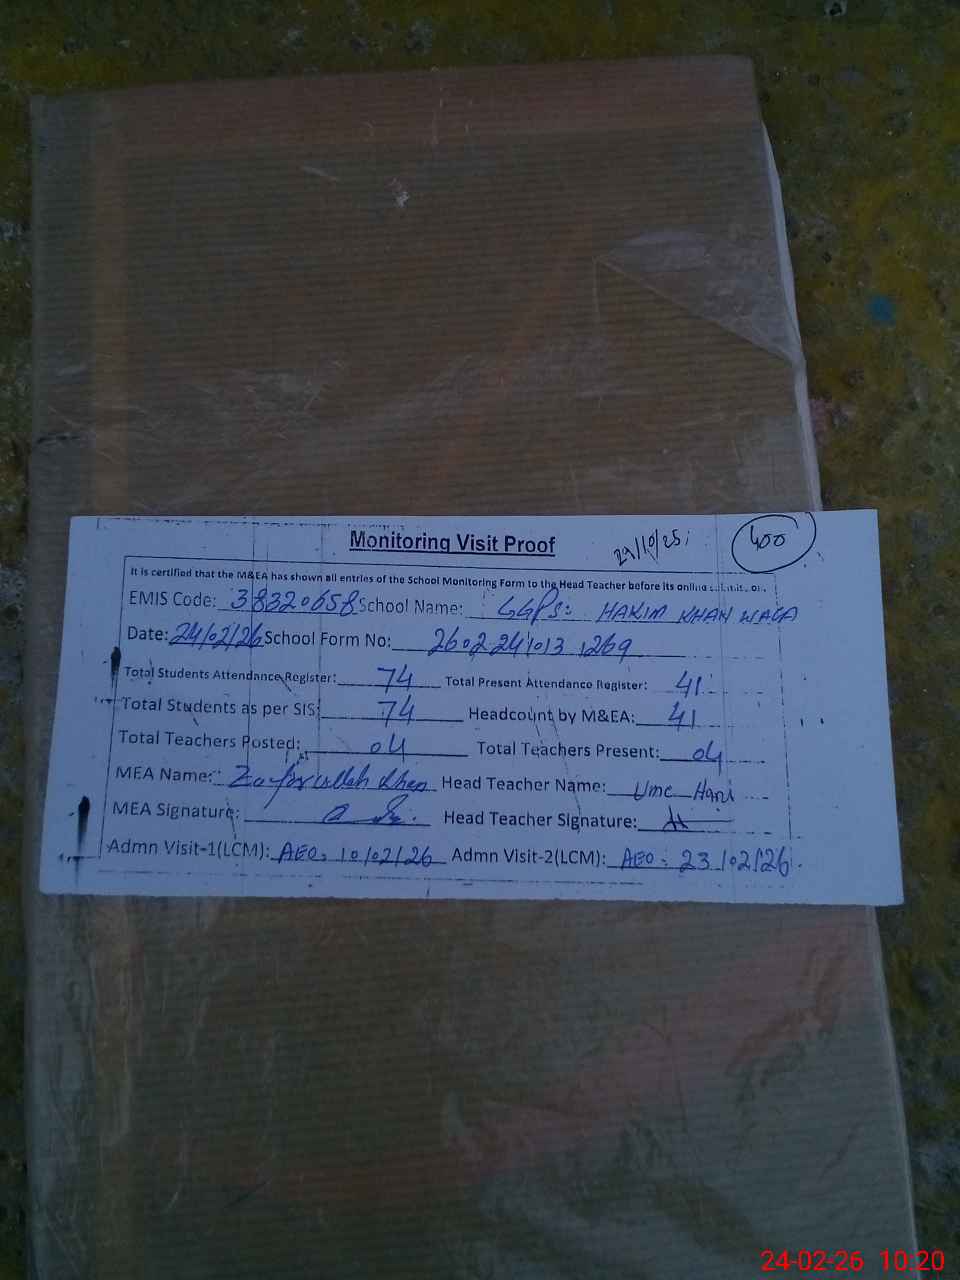 Monitoring Visit Proof
29/10/25
400
It is certified that the M&EA has shown all entries of the School Monitoring Form to the Head Teacher before its online
EMIS Code: 38320658 School Name: GGPS: HAKIM KHAN WALA
Date: 24/02/26 School Form No: 2602241013 1269
Total Students Attendance Register: 74 Total Present Attendance Register: 41
Total Students as per SIS: 74 Headcount by M&EA: 41
Total Teachers Posted: 04 Total Teachers Present: 04
MEA Name: Zafar ullah Khan Head Teacher Name: Ume Hani
MEA Signature: Head Teacher Signature:
Admn Visit-1(LCM): AEO: 10/02/26 Admn Visit-2(LCM): AEO: 23/02/26.
24-02-26 10:20